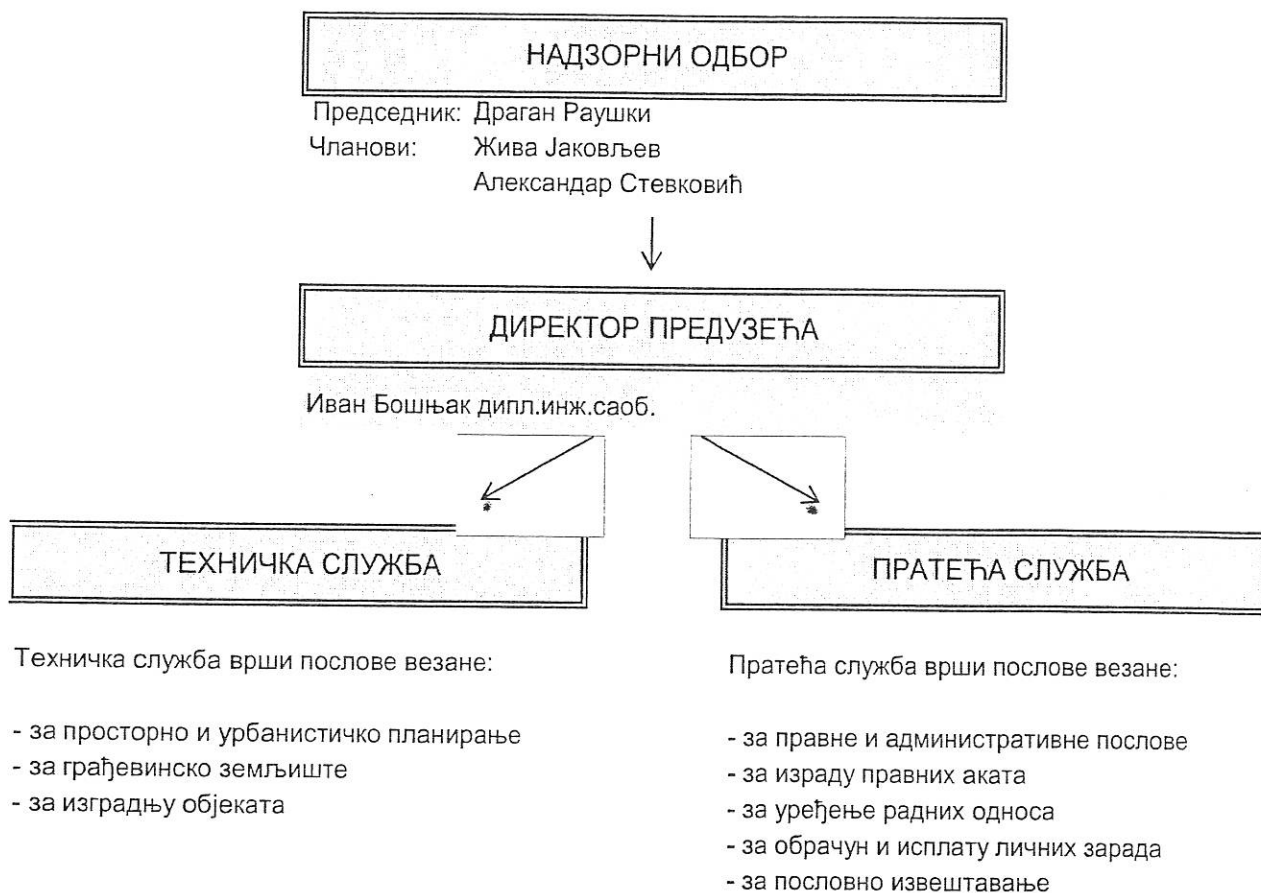 НАДЗОРНИ ОДБОР
Председник: Драган Раушки
Чланови: Жива Јаковљев
Александар Стевковић
ДИРЕКТОР ПРЕДУЗЕЋА
Иван Бошњак дипл.инж.саоб.
ТЕХНИЧКА СЛУЖБА
Техничка служба врши послове везане:
- за просторно и урбанистичко планирање
- за грађевинско земљиште
- за изградњу објеката
ПРАТЕЋА СЛУЖБА
Пратећа служба врши послове везане:
- за правне и административне послове
- за израду правних аката
- за уређење радних односа
- за обрачун и исплату личних зарада
- за пословно извештавање